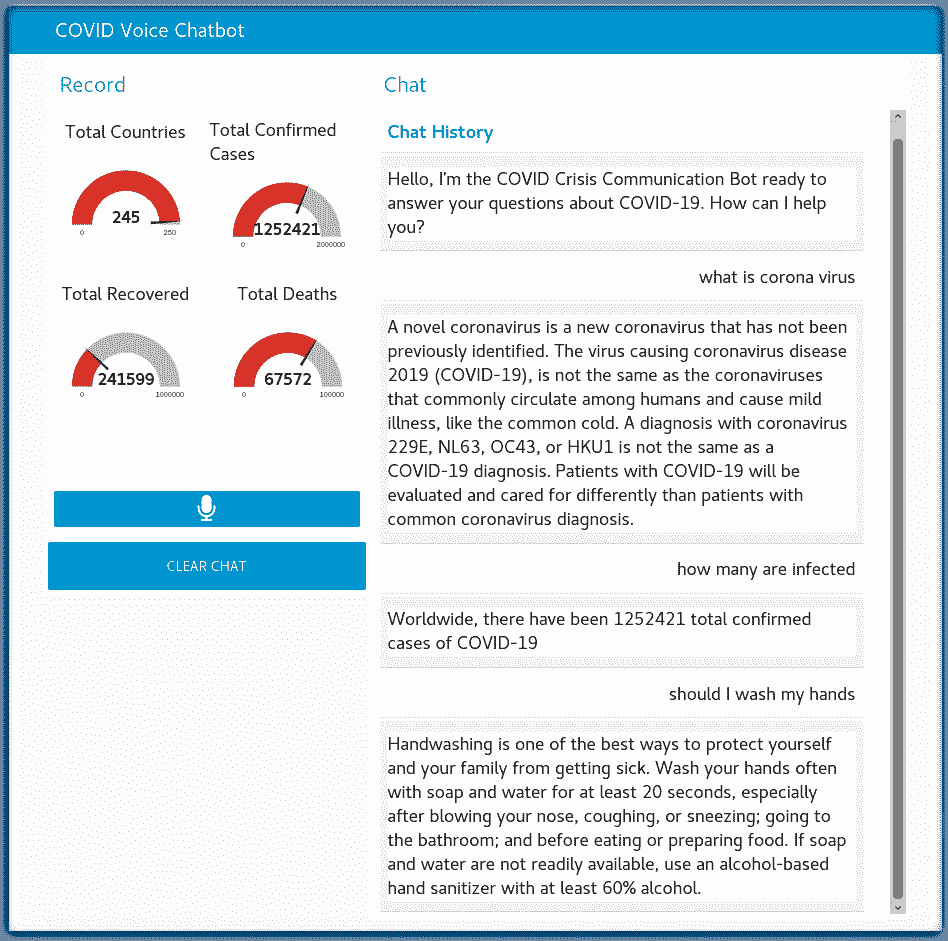 COVID Voice Chatbot
Record
Total Countries
245
0
250
Total Confirmed
Cases
1252421
0
2000000
Total Recovered
241599
0
1000000
Total Deaths
67572
0
100000
CLEAR CHAT
Chat
Chat History
Hello, I'm the COVID Crisis Communication Bot ready to
answer your questions about COVID-19. How can I help
you?
what is corona virus
A novel coronavirus is a new coronavirus that has not been
previously identified. The virus causing coronavirus disease
2019 (COVID-19), is not the same as the coronaviruses
that commonly circulate among humans and cause mild
illness, like the common cold. A diagnosis with coronavirus
229E, NL63, OC43, or HKU1 is not the same as a
COVID-19 diagnosis. Patients with COVID-19 will be
evaluated and cared for differently than patients with
common coronavirus diagnosis.
how many are infected
Worldwide, there have been 1252421 total confirmed
cases of COVID-19
should I wash my hands
Handwashing is one of the best ways to protect yourself
and your family from getting sick. Wash your hands often
with soap and water for at least 20 seconds, especially
after blowing your nose, coughing, or sneezing; going to
the bathroom; and before eating or preparing food. If soap
and water are not readily available, use an alcohol-based
hand sanitizer with at least 60% alcohol.